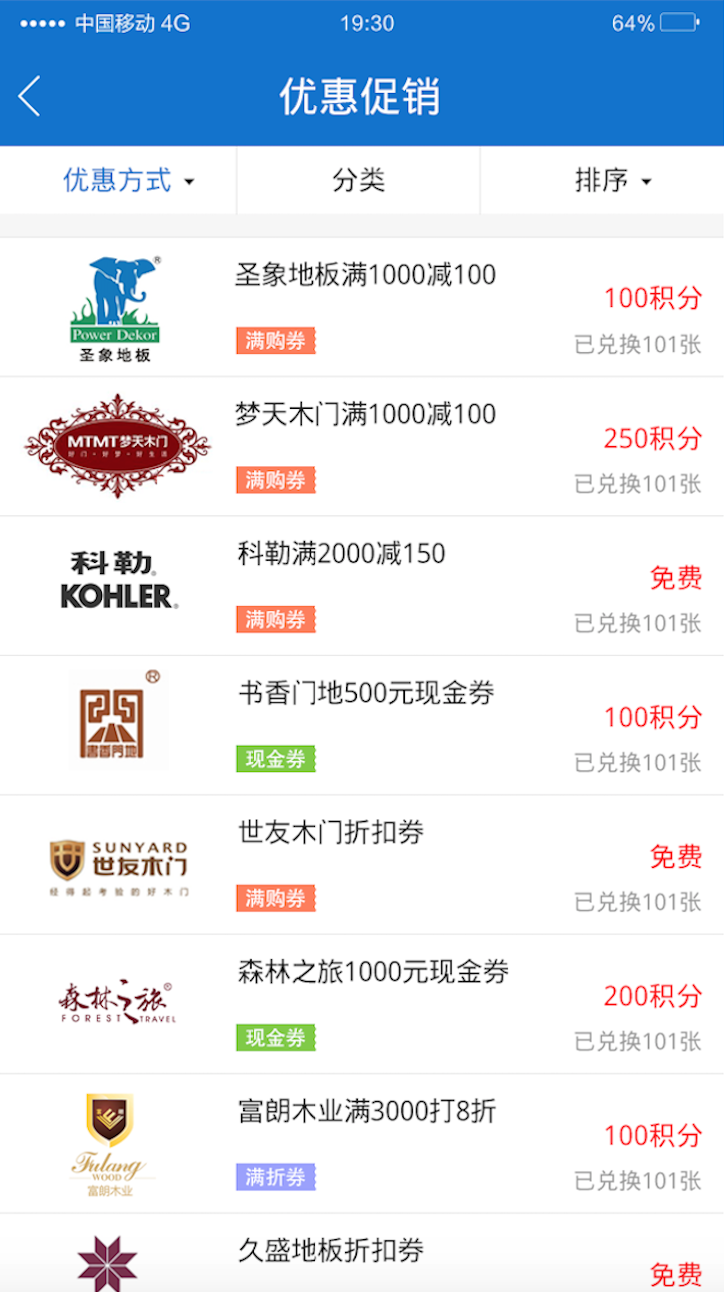 中国移动 4G 19:30 64%
优惠促销
优惠方式 分类 排序
圣象地板满1000减100
100积分
Power Dekor
圣象地板
满购券
已兑换101张
梦天木门满1000减100
250积分
MTMT梦天木门
好门·好梦·好生活
满购券
已兑换101张
科勒满2000减150
科勒
KOHLER
免费
满购券
已兑换101张
书香门地500元现金券
100积分
書香門地
现金券
已兑换101张
世友木门折扣券
SUNYARD
世友木门
经得起考验的好木门
免费
满购券
已兑换101张
森林之旅1000元现金券
森林之旅
FOREST TRAVEL
200积分
现金券
已兑换101张
富朗木业满3000打8折
100积分
Fulang
WOOD
富朗木业
满折券
已兑换101张
久盛地板折扣券
免费